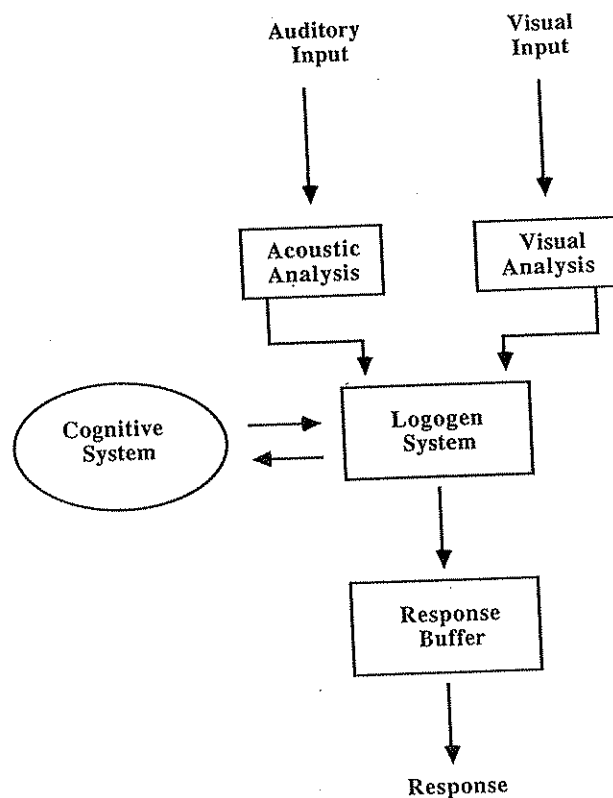 Auditory
Input
Visual
Input
Acoustic
Analysis
Visual
Analysis
Cognitive
System
Logogen
System
Response
Buffer
Response